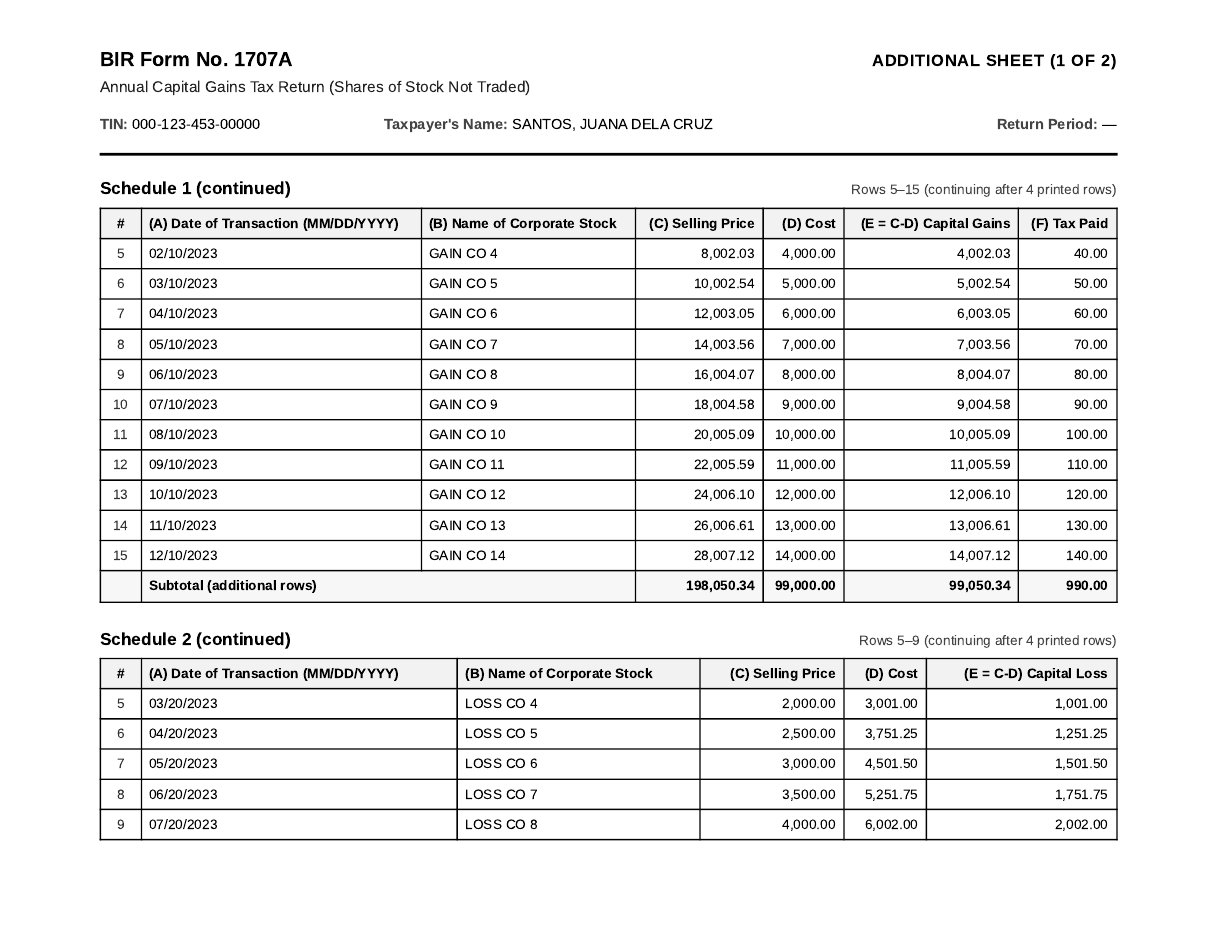 BIR Form No. 1707A
ADDITIONAL SHEET (1 OF 2)
Annual Capital Gains Tax Return (Shares of Stock Not Traded)
TIN: 000-123-453-00000 Taxpayer's Name: SANTOS, JUANA DELA CRUZ Return Period: —
Schedule 1 (continued) Rows 5–15 (continuing after 4 printed rows)
# (A) Date of Transaction (MM/DD/YYYY) (B) Name of Corporate Stock (C) Selling Price (D) Cost (E = C-D) Capital Gains (F) Tax Paid
5 02/10/2023 GAIN CO 4 8,002.03 4,000.00 4,002.03 40.00
6 03/10/2023 GAIN CO 5 10,002.54 5,000.00 5,002.54 50.00
7 04/10/2023 GAIN CO 6 12,003.05 6,000.00 6,003.05 60.00
8 05/10/2023 GAIN CO 7 14,003.56 7,000.00 7,003.56 70.00
9 06/10/2023 GAIN CO 8 16,004.07 8,000.00 8,004.07 80.00
10 07/10/2023 GAIN CO 9 18,004.58 9,000.00 9,004.58 90.00
11 08/10/2023 GAIN CO 10 20,005.09 10,000.00 10,005.09 100.00
12 09/10/2023 GAIN CO 11 22,005.59 11,000.00 11,005.59 110.00
13 10/10/2023 GAIN CO 12 24,006.10 12,000.00 12,006.10 120.00
14 11/10/2023 GAIN CO 13 26,006.61 13,000.00 13,006.61 130.00
15 12/10/2023 GAIN CO 14 28,007.12 14,000.00 14,007.12 140.00
Subtotal (additional rows) 198,050.34 99,000.00 99,050.34 990.00
Schedule 2 (continued) Rows 5–9 (continuing after 4 printed rows)
# (A) Date of Transaction (MM/DD/YYYY) (B) Name of Corporate Stock (C) Selling Price (D) Cost (E = C-D) Capital Loss
5 03/20/2023 LOSS CO 4 2,000.00 3,001.00 1,001.00
6 04/20/2023 LOSS CO 5 2,500.00 3,751.25 1,251.25
7 05/20/2023 LOSS CO 6 3,000.00 4,501.50 1,501.50
8 06/20/2023 LOSS CO 7 3,500.00 5,251.75 1,751.75
9 07/20/2023 LOSS CO 8 4,000.00 6,002.00 2,002.00